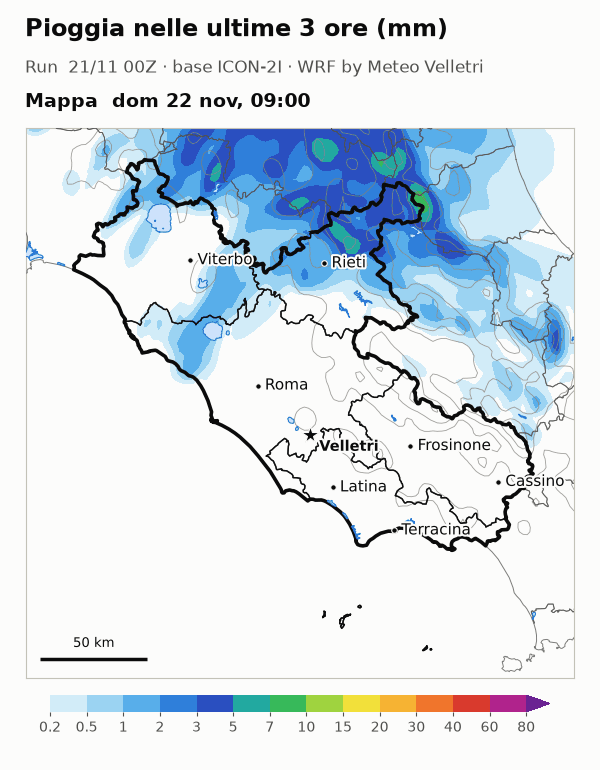 Pioggia nelle ultime 3 ore (mm)
Run  21/11 00Z · base ICON-2I · WRF by Meteo Velletri
Mappa  dom 22 nov, 09:00
Viterbo
Rieti
Roma
Velletri
Frosinone
Latina
Cassino
Terracina
50 km
0.2 0.5 1 2 3 5 7 10 15 20 30 40 60 80